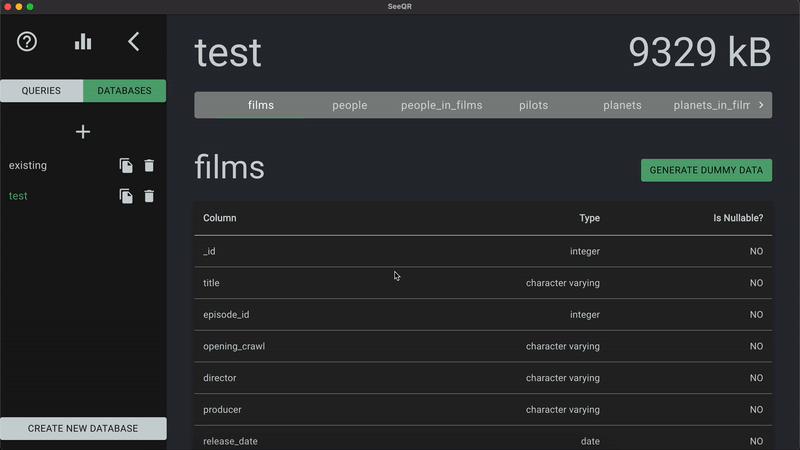 SeeQR
QUERIES DATABASES
existing
test
CREATE NEW DATABASE
test 9329 kB
films people people_in_films pilots planets planets_in_film
films GENERATE DUMMY DATA
Column Type Is Nullable?
_id integer NO
title character varying NO
episode_id integer NO
opening_crawl character varying NO
director character varying NO
producer character varying NO
release_date date NO